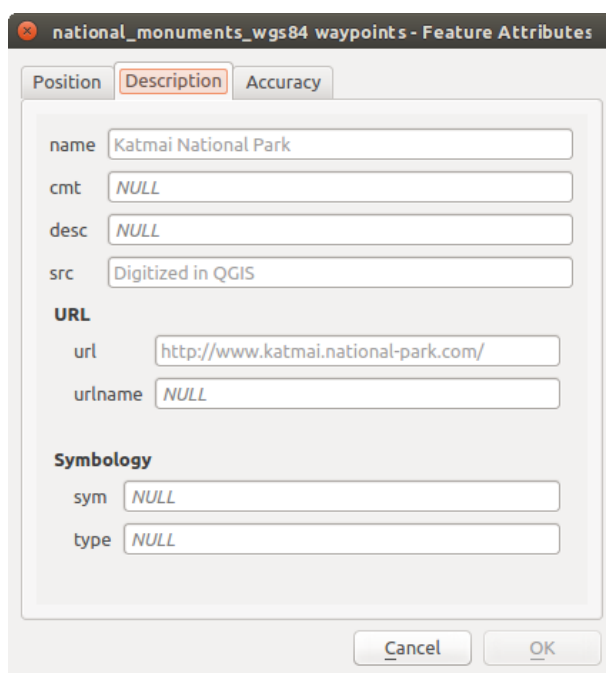 national_monuments_wgs84 waypoints - Feature Attributes
Position Description Accuracy
name Katmai National Park
cmt NULL
desc NULL
src Digitized in QGIS
URL
url http://www.katmai.national-park.com/
urlname NULL
Symbology
sym NULL
type NULL
Cancel OK